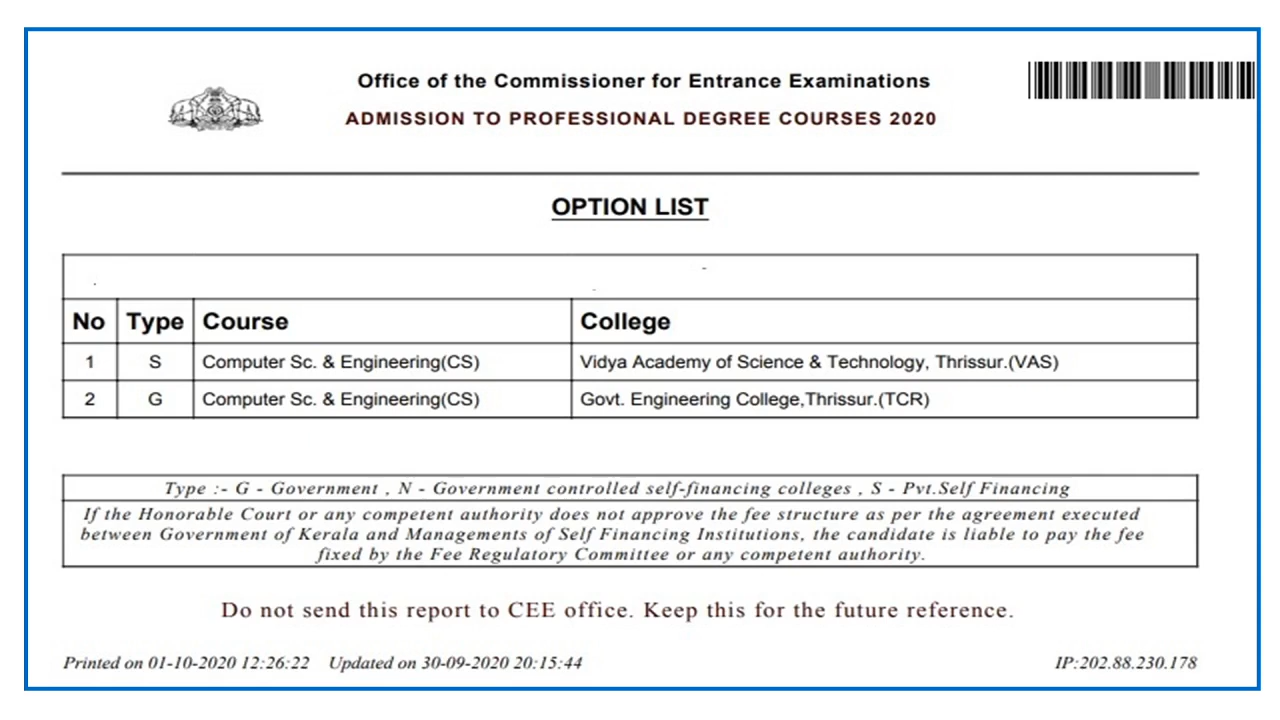 Office of the Commissioner for Entrance Examinations
ADMISSION TO PROFESSIONAL DEGREE COURSES 2020
OPTION LIST
No Type Course College
1 S Computer Sc. & Engineering(CS) Vidya Academy of Science & Technology, Thrissur.(VAS)
2 G Computer Sc. & Engineering(CS) Govt. Engineering College,Thrissur.(TCR)
Type :- G - Government , N - Government controlled self-financing colleges , S - Pvt.Self Financing
If the Honorable Court or any competent authority does not approve the fee structure as per the agreement executed
between Government of Kerala and Managements of Self Financing Institutions, the candidate is liable to pay the fee
fixed by the Fee Regulatory Committee or any competent authority.
Do not send this report to CEE office. Keep this for the future reference.
Printed on 01-10-2020 12:26:22 Updated on 30-09-2020 20:15:44 IP:202.88.230.178